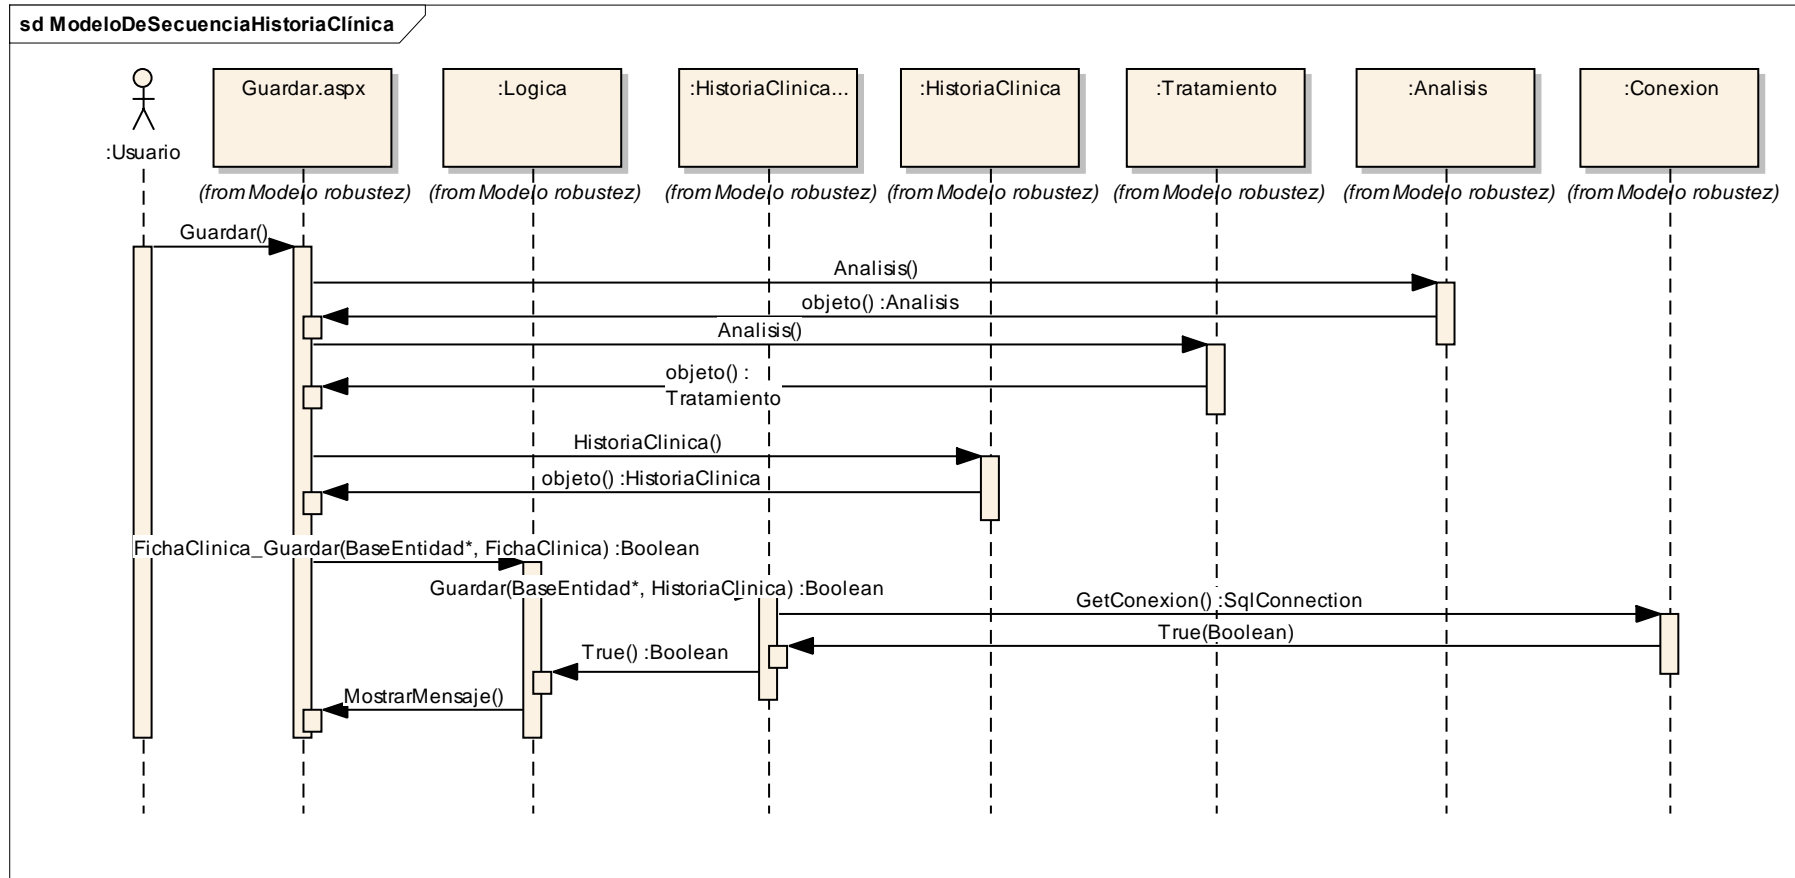 sd ModeloDeSecuenciaHistoriaClínica
:Usuario
Guardar.aspx
:Logica
:HistoriaClinica...
:HistoriaClinica
:Tratamiento
:Analisis
:Conexion
(from Modelo robustez)
(from Modelo robustez)
(from Modelo robustez)
(from Modelo robustez)
(from Modelo robustez)
(from Modelo robustez)
(from Modelo robustez)
Guardar()
Analisis()
objeto() :Analisis
Analisis()
objeto() :
Tratamiento
HistoriaClinica()
objeto() :HistoriaClinica
FichaClinica_Guardar(BaseEntidad*, FichaClinica) :Boolean
Guardar(BaseEntidad*, HistoriaClinica) :Boolean
GetConexion() :SqlConnection
True(Boolean)
True() :Boolean
MostrarMensaje()